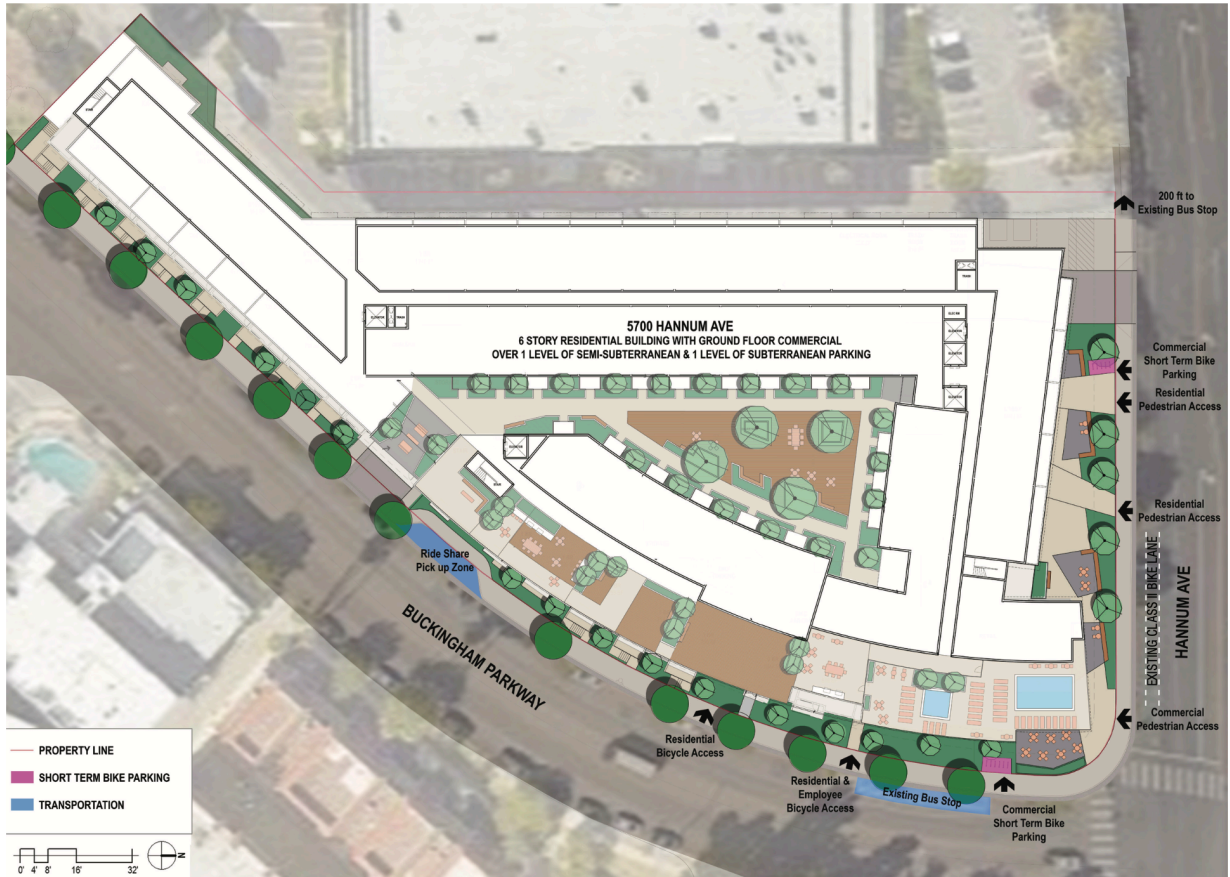 200 ft to
Existing Bus Stop
5700 HANNUM AVE
6 STORY RESIDENTIAL BUILDING WITH GROUND FLOOR COMMERCIAL
OVER 1 LEVEL OF SEMI-SUBTERRANEAN & 1 LEVEL OF SUBTERRANEAN PARKING
Commercial
Short Term Bike
Parking
Residential
Pedestrian Access
Residential
Pedestrian Access
EXISTING CLASS II BIKE LANE
HANNUM AVE
Commercial
Pedestrian Access
Ride Share
Pick up Zone
BUCKINGHAM PARKWAY
Residential
Bicycle Access
Residential &
Employee
Bicycle Access
Existing Bus Stop
Commercial
Short Term Bike
Parking
PROPERTY LINE
SHORT TERM BIKE PARKING
TRANSPORTATION
0' 4' 8' 16' 32'
N